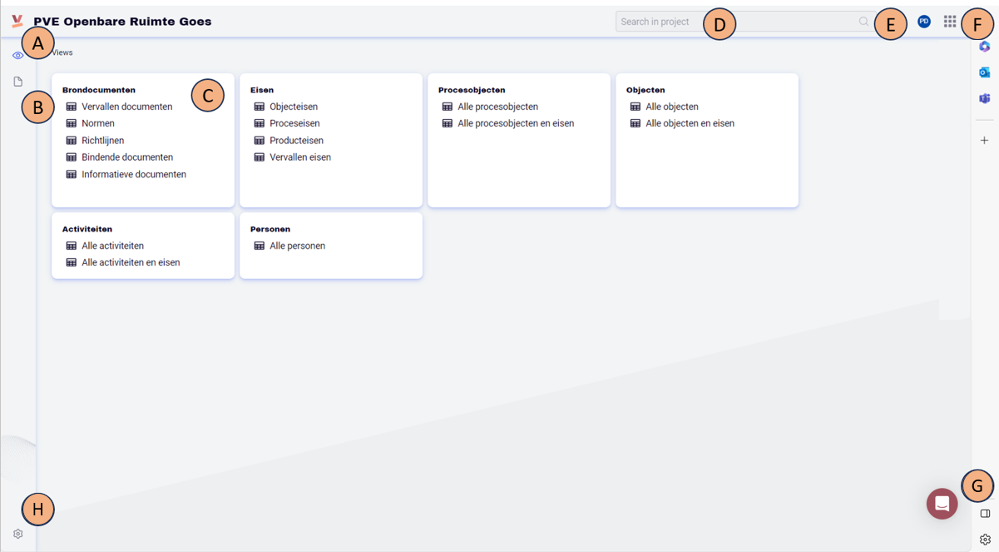 PVE Openbare Ruimte Goes
Search in project
D
E
PD
F
A
Views
B
Brondocumenten
C
Vervallen documenten
Normen
Richtlijnen
Bindende documenten
Informatieve documenten
Eisen
Objecteisen
Proceseisen
Producteisen
Vervallen eisen
Procesobjecten
Alle procesobjecten
Alle procesobjecten en eisen
Objecten
Alle objecten
Alle objecten en eisen
Activiteiten
Alle activiteiten
Alle activiteiten en eisen
Personen
Alle personen
G
H